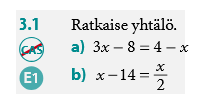 3.1 Ratkaise yhtälö.
CAS a) 3x − 8 = 4 − x
E1 b) x − 14 = x/2